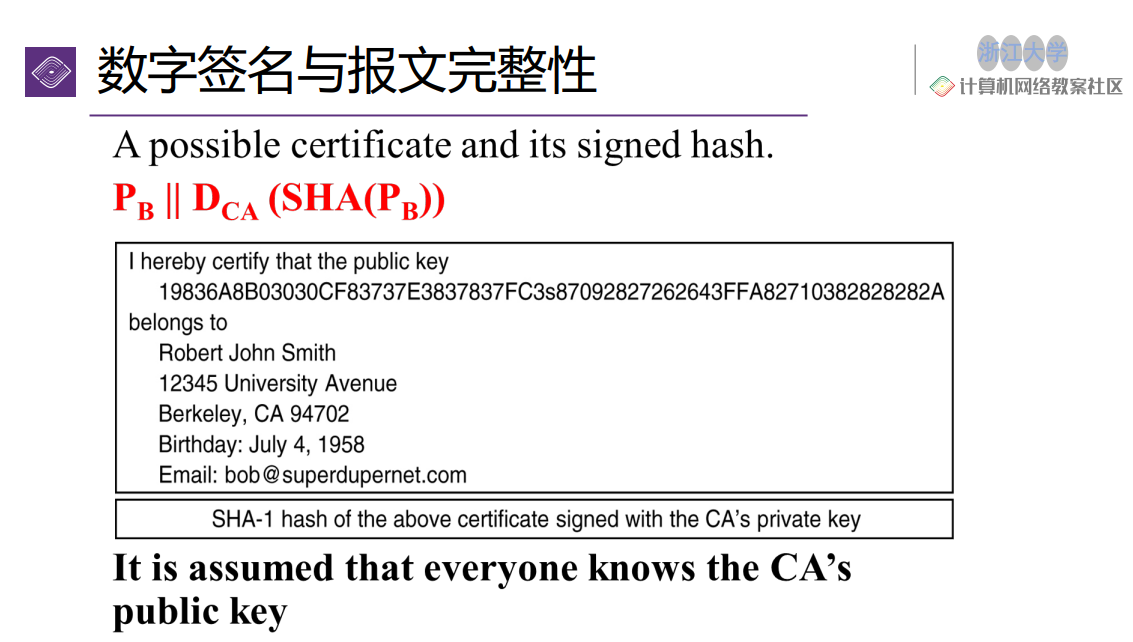 数字签名与报文完整性
浙江大学
计算机网络教案社区
A possible certificate and its signed hash.
P_B || D_CA (SHA(P_B))
I hereby certify that the public key
19836A8B03030CF83737E3837837FC3s87092827262643FFA82710382828282A
belongs to
Robert John Smith
12345 University Avenue
Berkeley, CA 94702
Birthday: July 4, 1958
Email: bob@superdupernet.com
SHA-1 hash of the above certificate signed with the CA's private key
It is assumed that everyone knows the CA’s
public key